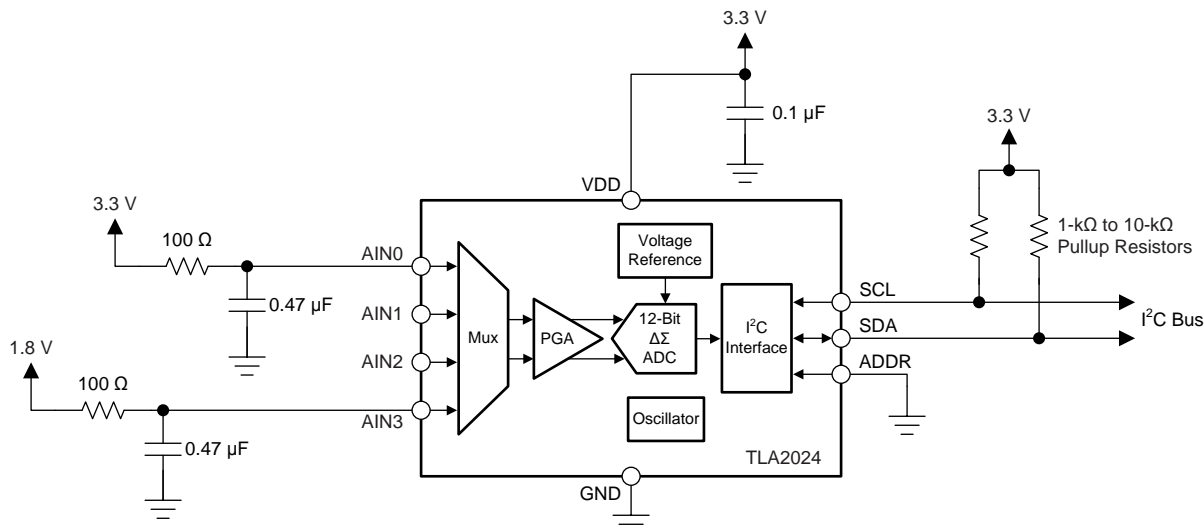 3.3 V
0.1 µF
3.3 V
VDD
3.3 V
100 Ω
AIN0
Voltage
Reference
1-kΩ to 10-kΩ
Pullup Resistors
0.47 µF
AIN1
SCL
I²C Bus
1.8 V
Mux
PGA
12-Bit
ΔΣ
ADC
I²C
Interface
SDA
AIN2
ADDR
100 Ω
AIN3
Oscillator
0.47 µF
TLA2024
GND